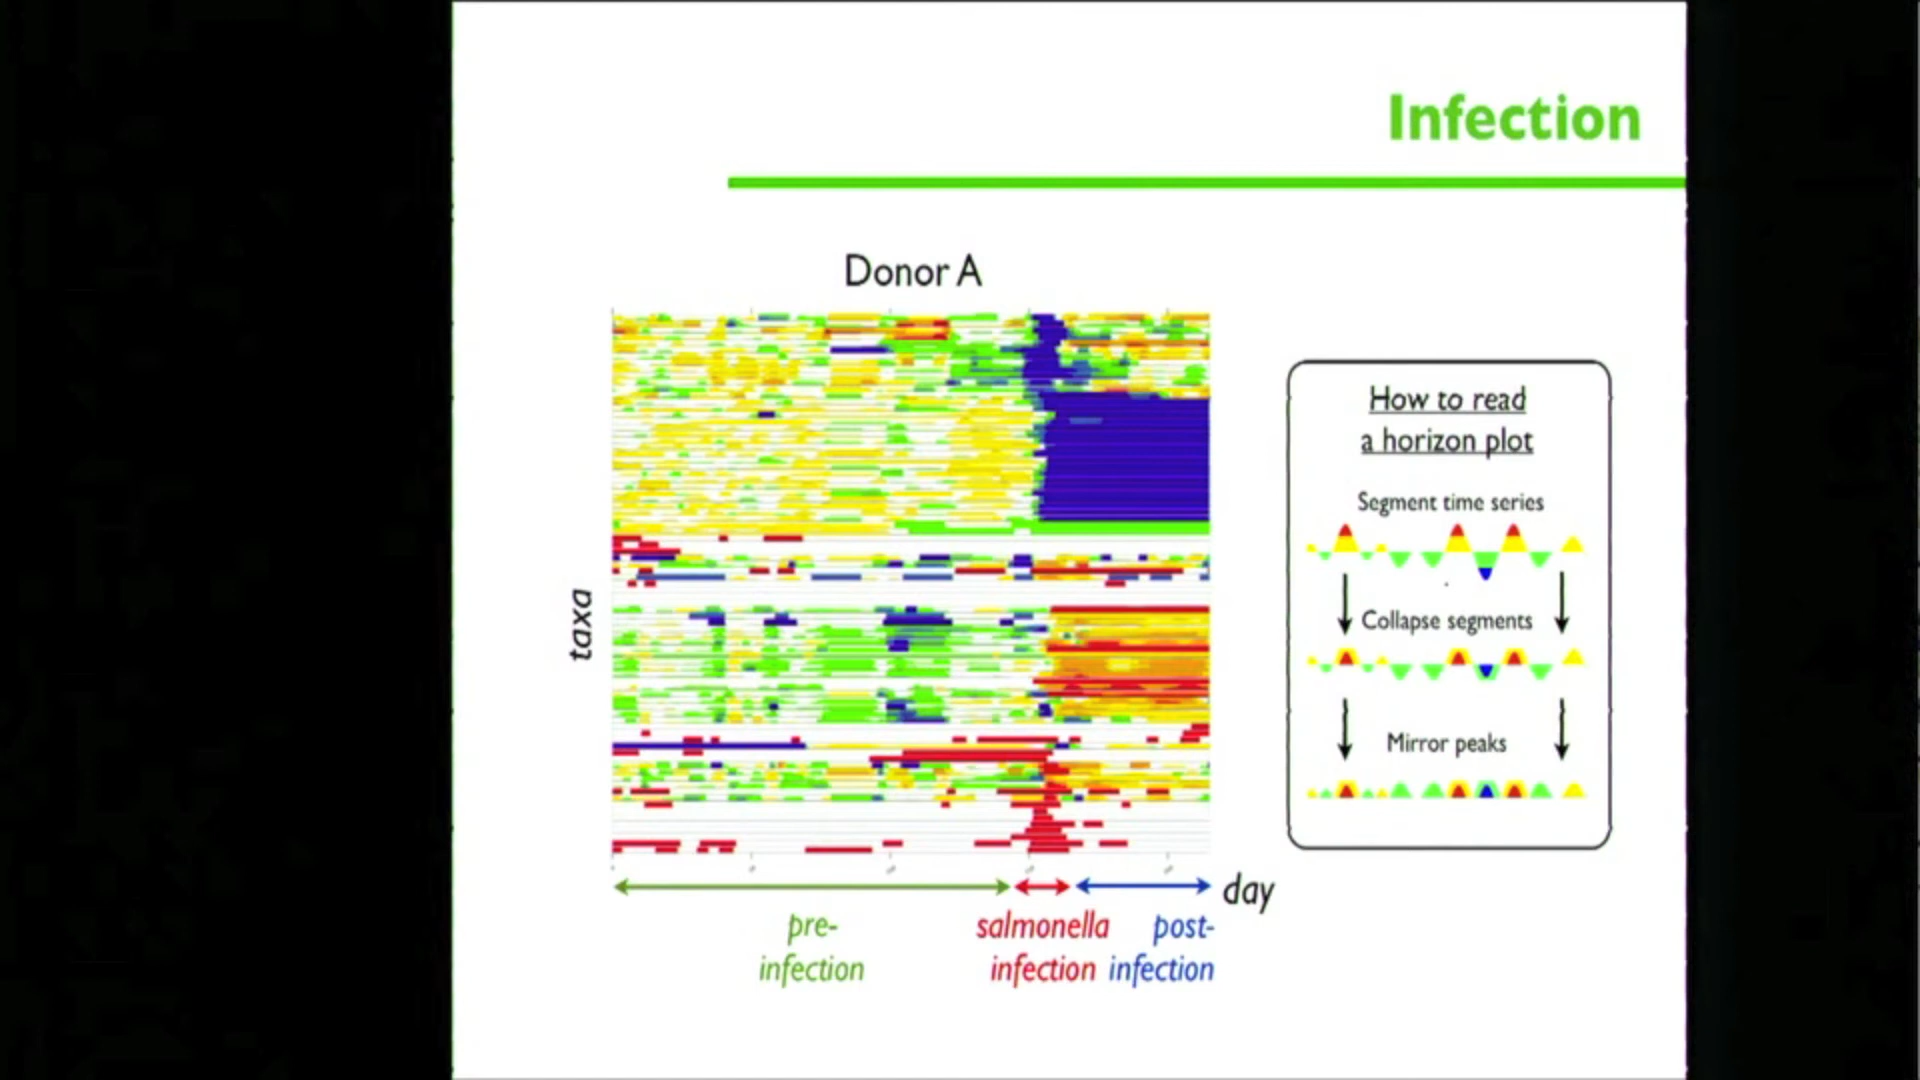 Infection
Donor A
taxa
day
pre-
infection
salmonella
infection
post-
infection
How to read
a horizon plot
Segment time series
Collapse segments
Mirror peaks